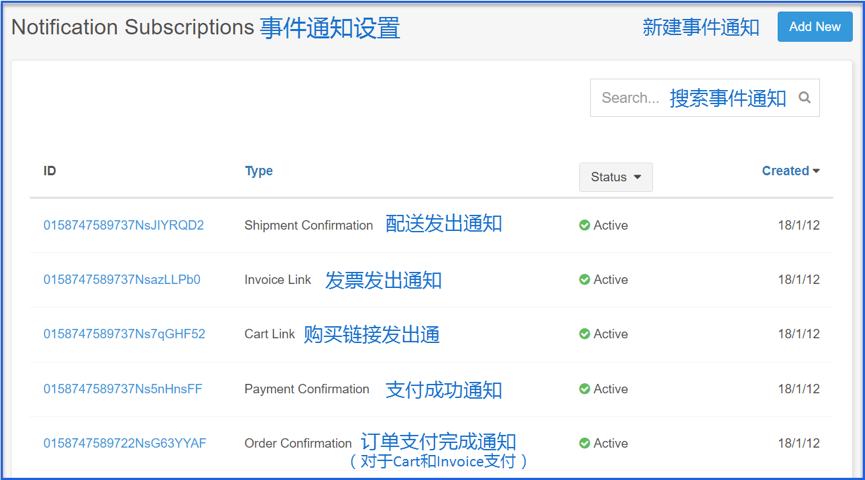 Notification Subscriptions 事件通知设置 新建事件通知 Add New
Search... 搜索事件通知
ID Type Status Created
0158747589737NsJIYRQD2 Shipment Confirmation 配送发出通知 Active 18/1/12
0158747589737NsazLLPb0 Invoice Link 发票发出通知 Active 18/1/12
0158747589737Ns7qGHF52 Cart Link 购买链接发出通 Active 18/1/12
0158747589737Ns5nHnsFF Payment Confirmation 支付成功通知 Active 18/1/12
0158747589722NsG63YYAF Order Confirmation 订单支付完成通知 Active 18/1/12
（对于Cart和Invoice支付）